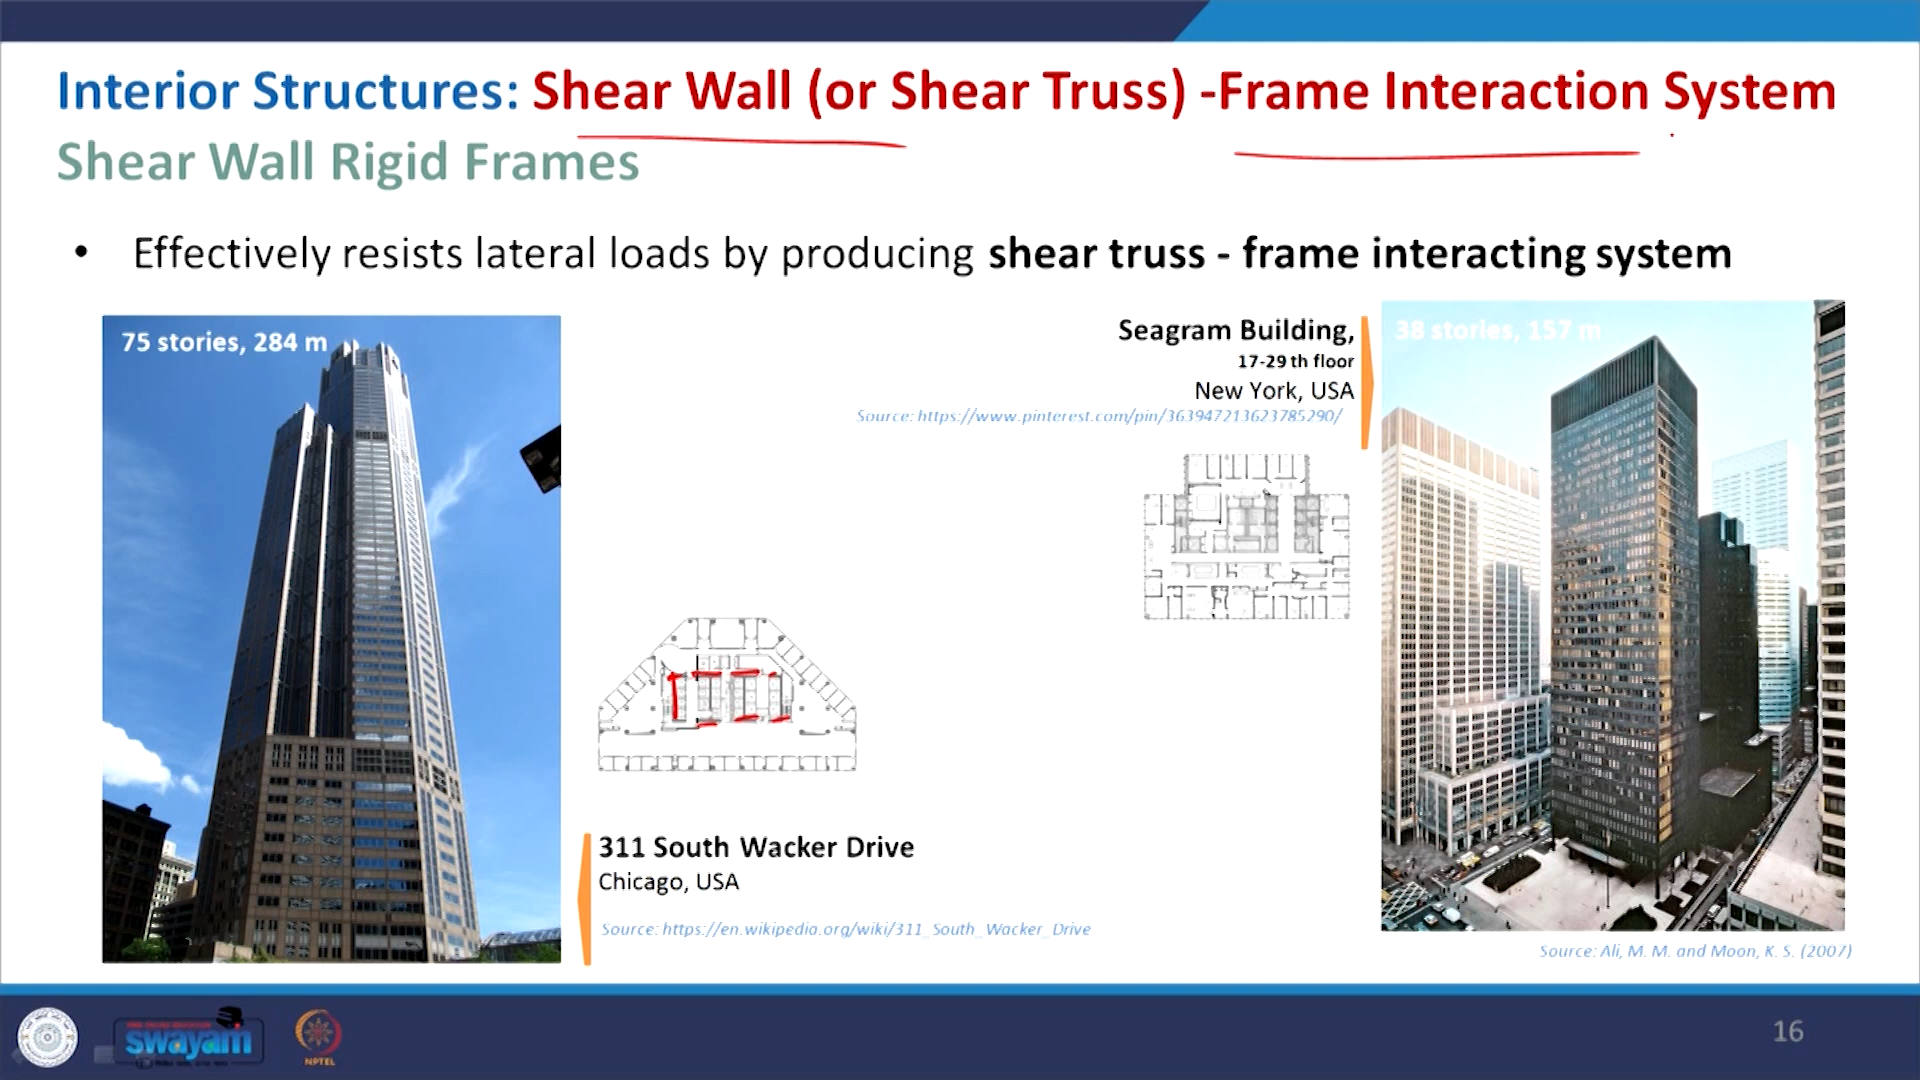 Interior Structures: Shear Wall (or Shear Truss) -Frame Interaction System
Shear Wall Rigid Frames
• Effectively resists lateral loads by producing shear truss - frame interacting system
75 stories, 284 m
Seagram Building,
17-29 th floor
New York, USA
Source: https://www.pinterest.com/pin/363947213623785290/
38 stories, 157 m
311 South Wacker Drive
Chicago, USA
Source: https://en.wikipedia.org/wiki/311_South_Wacker_Drive
Source: Ali, M. M. and Moon, K. S. (2007)
swayam
NPTEL
16